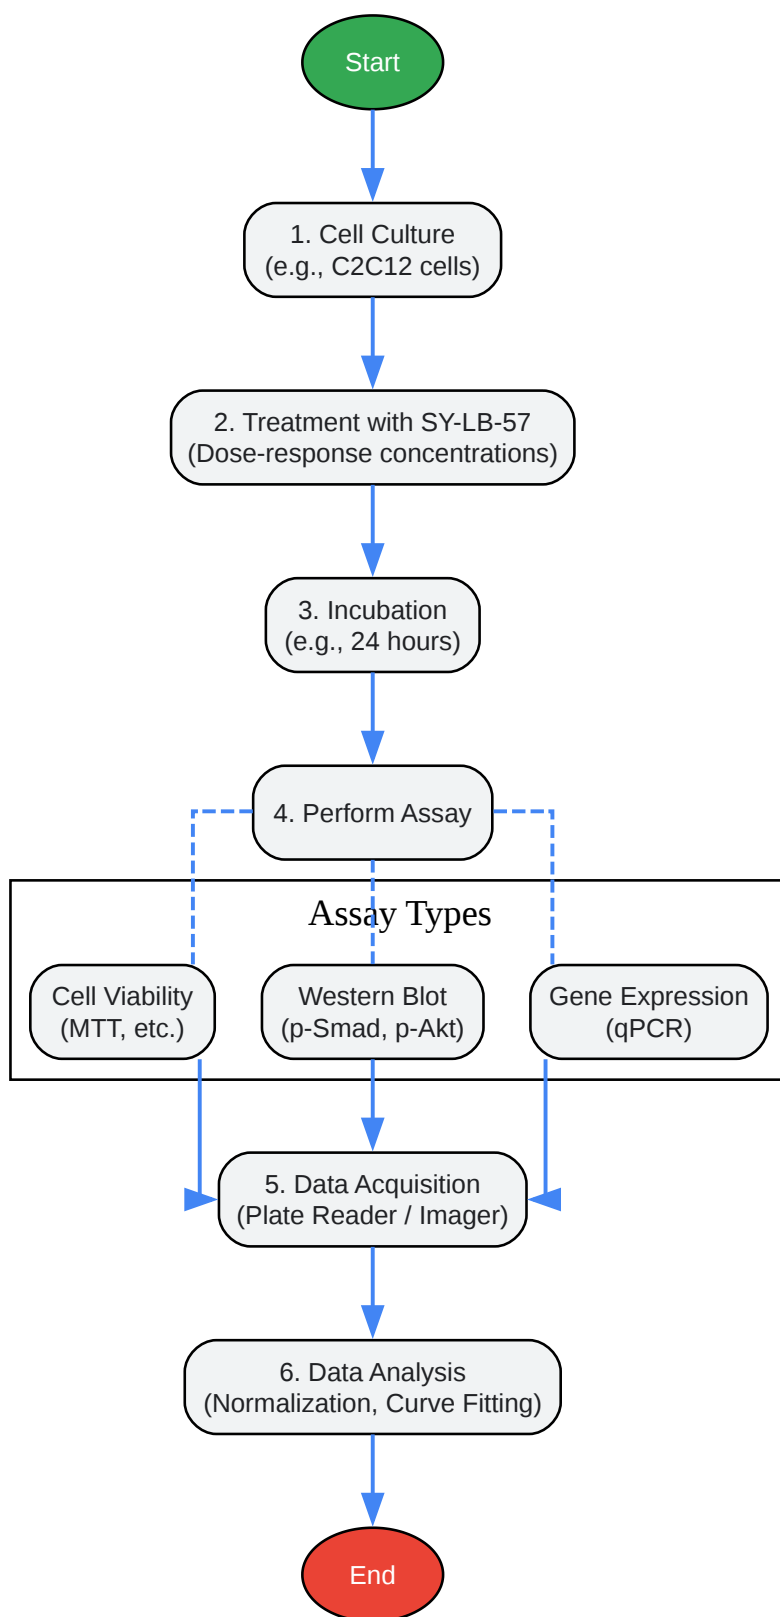 Start
1. Cell Culture
(e.g., C2C12 cells)
2. Treatment with SY-LB-57
(Dose-response concentrations)
3. Incubation
(e.g., 24 hours)
4. Perform Assay
Assay Types
Cell Viability
(MTT, etc.)
Western Blot
(p-Smad, p-Akt)
Gene Expression
(qPCR)
5. Data Acquisition
(Plate Reader / Imager)
6. Data Analysis
(Normalization, Curve Fitting)
End